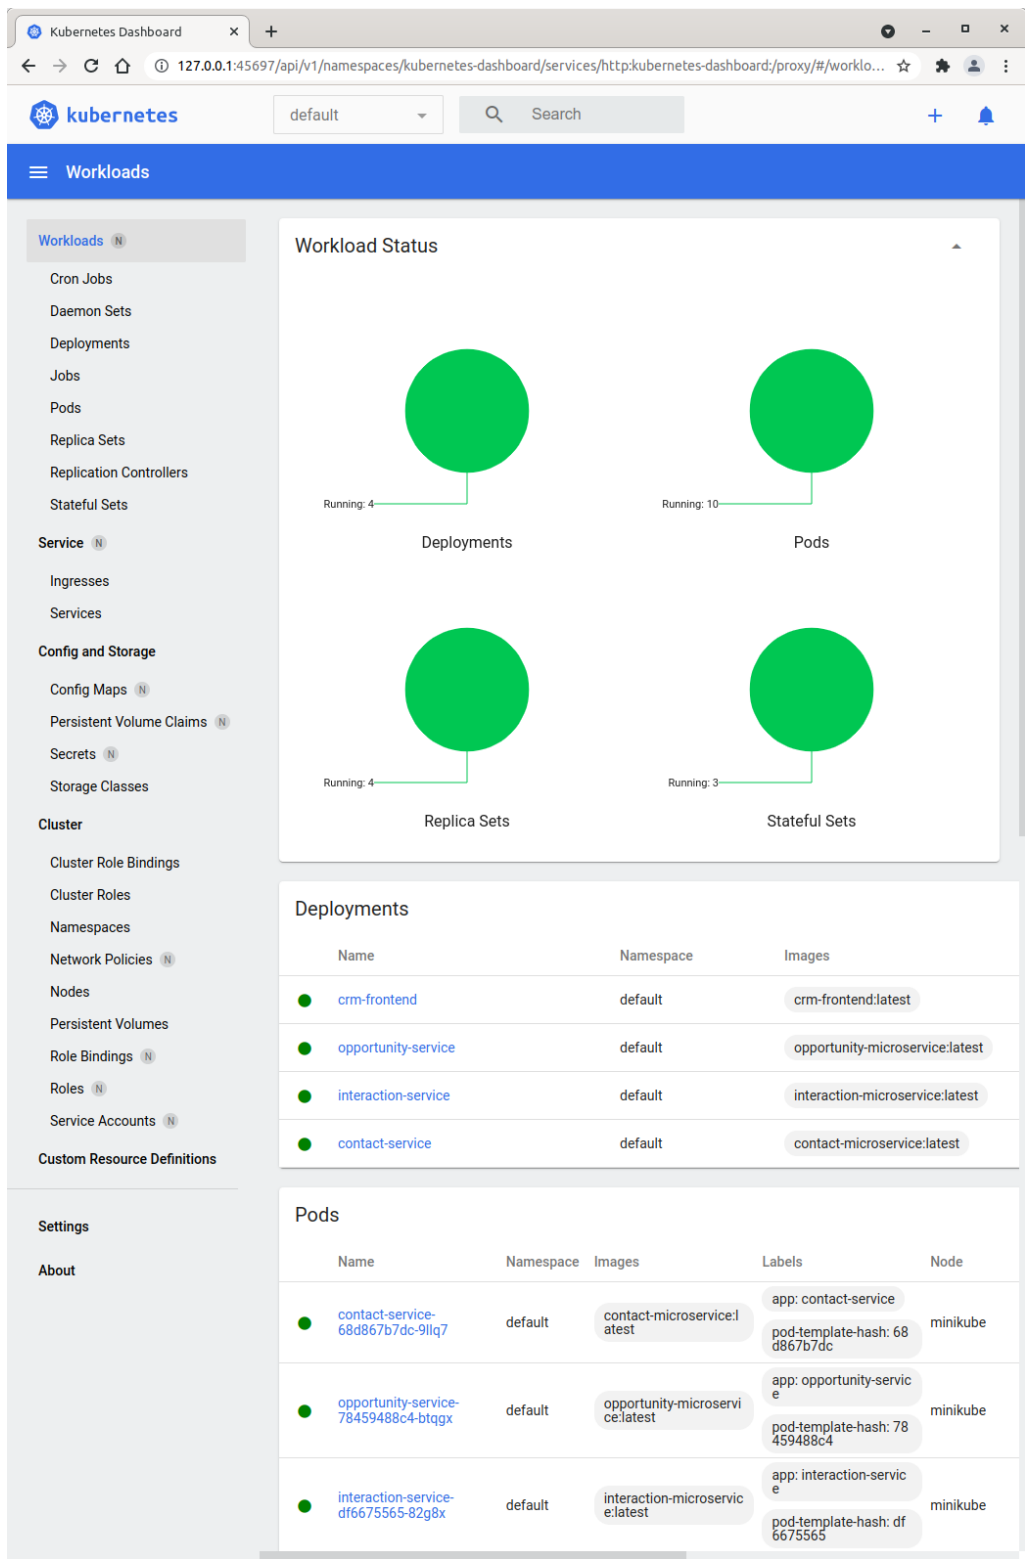 Kubernetes Dashboard
127.0.0.1:45697/api/v1/namespaces/kubernetes-dashboard/services/http:kubernetes-dashboard:/proxy/#/worklo...
kubernetes
default
Search
Workloads
Workloads N
Cron Jobs
Daemon Sets
Deployments
Jobs
Pods
Replica Sets
Replication Controllers
Stateful Sets
Service N
Ingresses
Services
Config and Storage
Config Maps N
Persistent Volume Claims N
Secrets N
Storage Classes
Cluster
Cluster Role Bindings
Cluster Roles
Namespaces
Network Policies N
Nodes
Persistent Volumes
Role Bindings N
Roles N
Service Accounts N
Custom Resource Definitions
Settings
About
Workload Status
Running: 4
Deployments
Running: 10
Pods
Running: 4
Replica Sets
Running: 3
Stateful Sets
Deployments
Name Namespace Images
crm-frontend default crm-frontend:latest
opportunity-service default opportunity-microservice:latest
interaction-service default interaction-microservice:latest
contact-service default contact-microservice:latest
Pods
Name Namespace Images Labels Node
contact-service-
68d867b7dc-9llq7
default
contact-microservice:l
atest
app: contact-service
pod-template-hash: 68
d867b7dc
minikube
opportunity-service-
78459488c4-btqgx
default
opportunity-microservi
ce:latest
app: opportunity-servic
e
pod-template-hash: 78
459488c4
minikube
interaction-service-
df6675565-82g8x
default
interaction-microservic
e:latest
app: interaction-servic
e
pod-template-hash: df
6675565
minikube